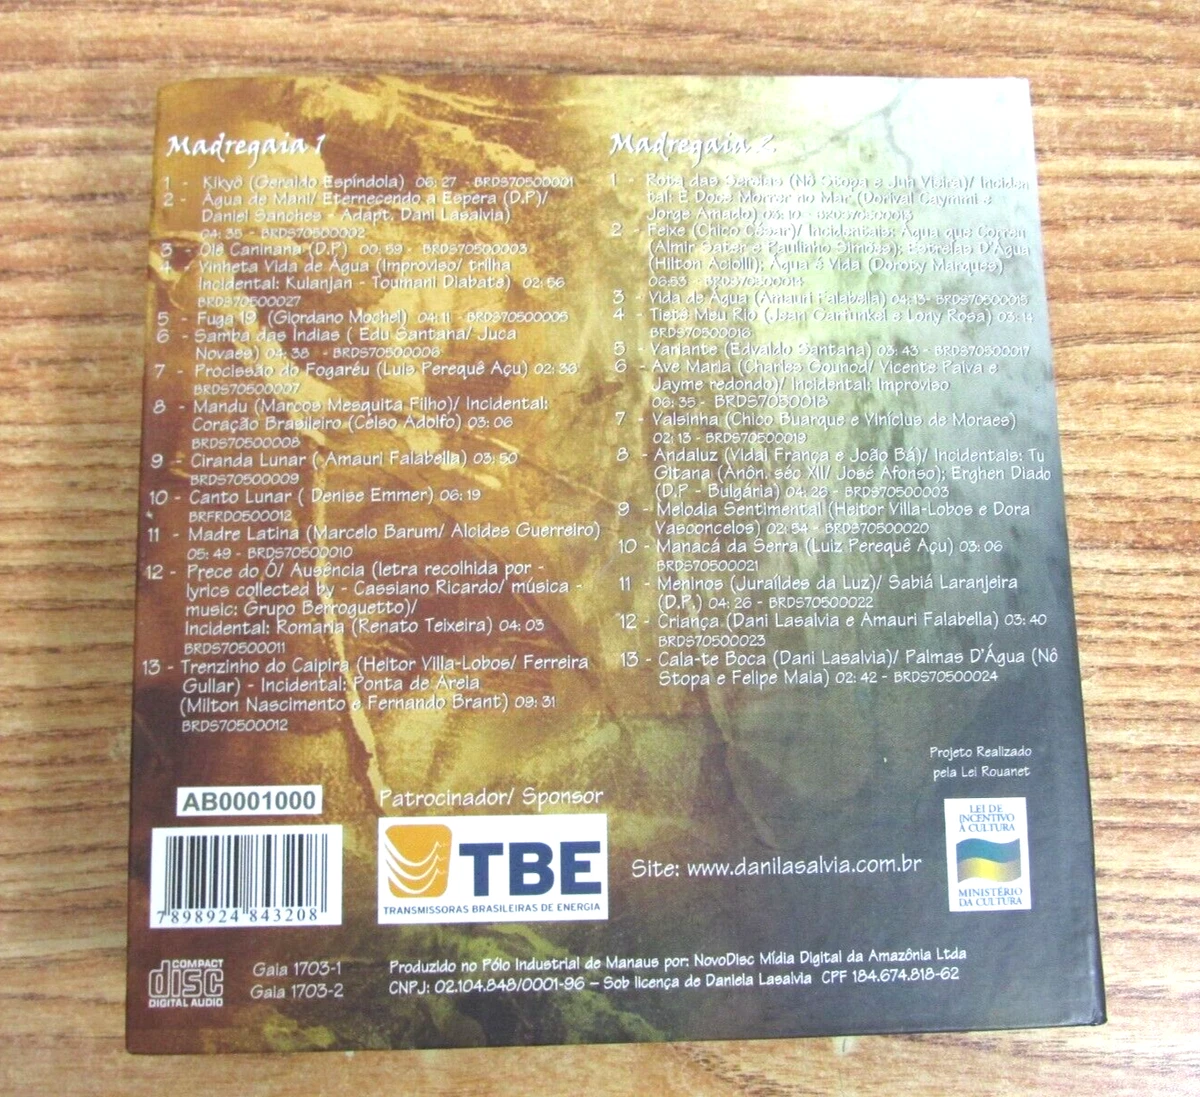 Madregaia 1
1 - Kikyô (Geraldo Espíndola) 06: 27 - BRDS70500001
2 - Água de Mani/ Eternecendo a Espera (D.P)/
Daniel Sanches - Adapt. Dani Lasalvia)
04: 35 - BRDS70500002
3 - Olê Caninana (D.P) 00: 59 - BRDS70500003
4 - Vinheta Vida de Água (Improviso/ trilha
Incidental: Kulanjan - Toumani Diabate) 02: 56
BRDS70500027
5 - Fuga 19 (Giordano Mochel) 04: 11 - BRDS70500005
6 - Samba das Índias ( Edu Santana/ Juca
Novaes) 04: 38 - BRDS70500006
7 - Procissão do Fogaréu (Luis Perequê Açu) 02: 36
BRDS70500007
8 - Mandu (Marcos Mesquita Filho)/ Incidental:
Coração Brasileiro (Celso Adolfo) 03: 06
BRDS70500008
9 - Ciranda Lunar ( Amauri Falabella) 03: 50
BRDS70500009
10 - Canto Lunar ( Denise Emmer) 06: 19
BRFRD0500012
11 - Madre Latina (Marcelo Barum/ Alcides Guerreiro)
05: 49 - BRDS70500010
12 - Prece do Ó/ Ausência (letra recolhida por -
lyrics collected by - Cassiano Ricardo/ música -
music: Grupo Berroguetto)/
Incidental: Romaria (Renato Teixeira) 04: 03
BRDS70500011
13 - Trenzinho do Caipira (Heitor Villa-Lobos/ Ferreira
Gullar) - Incidental: Ponta de Areia
(Milton Nascimento e Fernando Brant) 09: 31
BRDS70500012
Madregaia 2
1 - Rota das Sereias (Nô Stopa e Juh Vieira)/ Inciden
tal: É Doce Morrer no Mar (Dorival Caymmi e
Jorge Amado) 03: 10 - BRDS70500013
2 - Feixe (Chico César)/ Incidentais: Água que Correu
(Almir Sater e Paulinho Simões); Estrelas D'Água
(Hilton Aciolli); Água é Vida (Doroty Marques)
06:53 - BRDS70500014
3 - Vida de Água (Amauri Falabella) 04: 13- BRDS70500015
4 - Tietê Meu Rio (Jean Garfunkel e Lony Rosa) 03: 14
BRDS70500016
5 - Variante (Edvaldo Santana) 03: 43 - BRDS70500017
6 - Ave Maria (Charles Gounod/ Vicente Paiva e
Jayme redondo)/ Incidental: Improviso
06: 35 - BRDS70500018
7 - Valsinha (Chico Buarque e Vinícius de Moraes)
02: 13 - BRDS70500019
8 - Andaluz (Vidal França e João Bá)/ Incidentais: Tu
Gitana (Anôn. séc XII/ José Afonso); Erghen Diado
(D.P - Bulgária) 04: 26 - BRDS70500003
9 - Melodia Sentimental (Heitor Villa-Lobos e Dora
Vasconcelos) 02: 54 - BRDS70500020
10 - Manacá da Serra (Luiz Perequê Açu) 03: 06
BRDS70500021
11 - Meninos (Juraíldes da Luz)/ Sabiá Laranjeira
(D.P.) 04: 26 - BRDS70500022
12 - Criança (Dani Lasalvia e Amauri Falabella) 03: 40
BRDS70500023
13 - Cala-te Boca (Dani Lasalvia)/ Palmas D'Água (Nô
Stopa e Felipe Maia) 02: 42 - BRDS70500024
Projeto Realizado
pela Lei Rouanet
AB0001000
7 898924 843208
Patrocinador/ Sponsor
TBE
TRANSMISSORAS BRASILEIRAS DE ENERGIA
Site: www.danilasalvia.com.br
LEI DE
INCENTIVO
À CULTURA
MINISTÉRIO
DA CULTURA
COMPACT
disc
DIGITAL AUDIO
Gaia 1703-1
Gaia 1703-2
Produzido no Pólo Industrial de Manaus por: NovoDisc Mídia Digital da Amazônia Ltda
CNPJ: 02.104.848/0001-96 – Sob licença de Daniela Lasalvia CPF 184.674.818-62